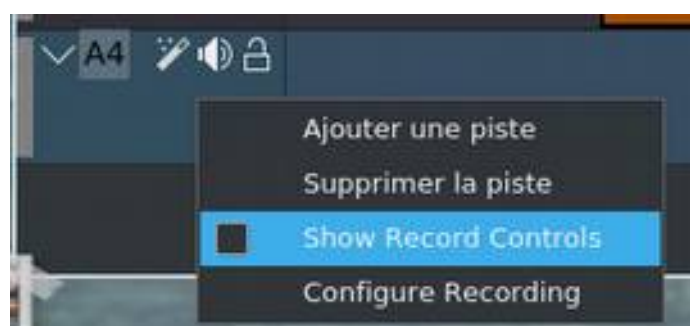 A4
Ajouter une piste
Supprimer la piste
Show Record Controls
Configure Recording